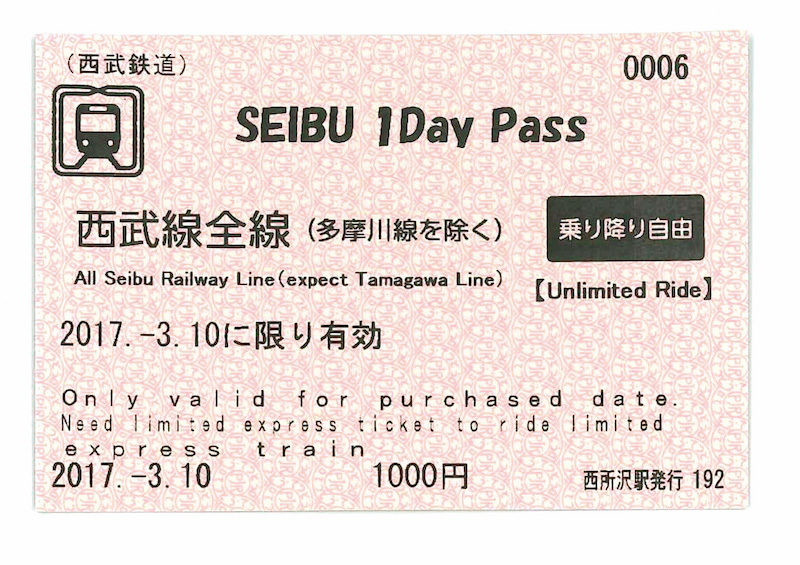 （西武鉄道） 0006
SEIBU 1Day Pass
西武線全線（多摩川線を除く） 乗り降り自由
All Seibu Railway Line(expect Tamagawa Line) 【Unlimited Ride】
2017.-3.10に限り有効
Only valid for purchased date.
Need limited express ticket to ride limited
express train
2017.-3.10 1000円 西所沢駅発行 192